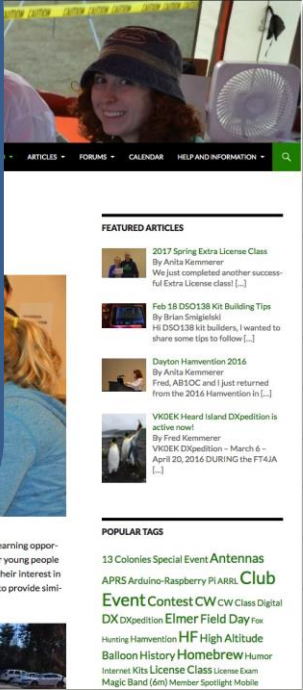 CAUTION CAUTION
ARTICLES FORUMS CALENDAR HELP AND INFORMATION
FEATURED ARTICLES
2017 Spring Extra License Class
By Anita Kemmerer
We just completed another success-
ful Extra License class! [...]
Feb 18 DSO138 Kit Building Tips
By Brian Smigielski
Hi DSO138 kit builders, I wanted to
share some tips to follow [...]
Dayton Hamvention 2016
By Anita Kemmerer
Fred, AB1OC and I just returned
from the 2016 Hamvention in [...]
VK0EK Heard Island DXpedition is
active now!
By Fred Kemmerer
VK0EK DXpedition – March 6 –
April 20, 2016 DURING the FT4JA
[...]
earning oppor-
r young people
heir interest in
to provide simi-
POPULAR TAGS
13 Colonies Special Event Antennas
APRS Arduino-Raspberry Pi ARRL Club
Event Contest CW CW Class Digital
DX DXpedition Elmer Field Day Fox
Hunting Hamvention HF High Altitude
Balloon History Homebrew Humor
Internet Kits License Class License Exam
Magic Band (6m) Member Spotlight Mobile